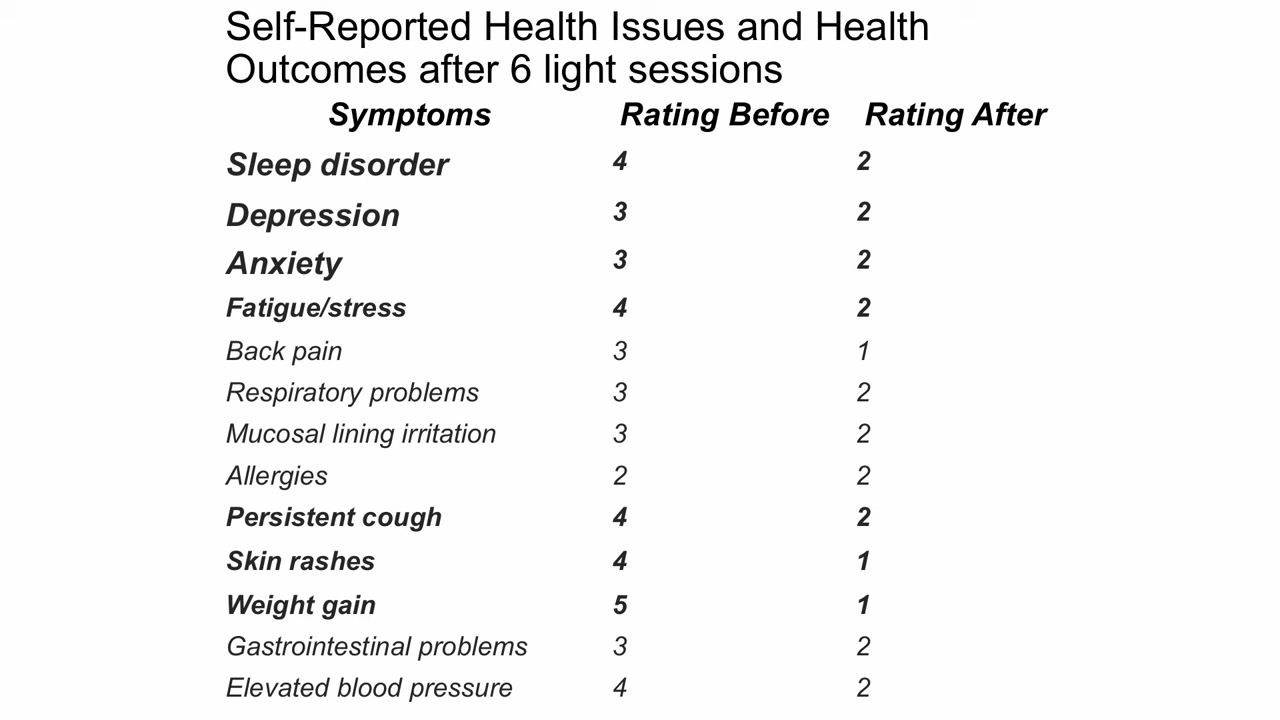 Self-Reported Health Issues and Health
Outcomes after 6 light sessions
Symptoms Rating Before Rating After
Sleep disorder 4 2
Depression 3 2
Anxiety 3 2
Fatigue/stress 4 2
Back pain 3 1
Respiratory problems 3 2
Mucosal lining irritation 3 2
Allergies 2 2
Persistent cough 4 2
Skin rashes 4 1
Weight gain 5 1
Gastrointestinal problems 3 2
Elevated blood pressure 4 2